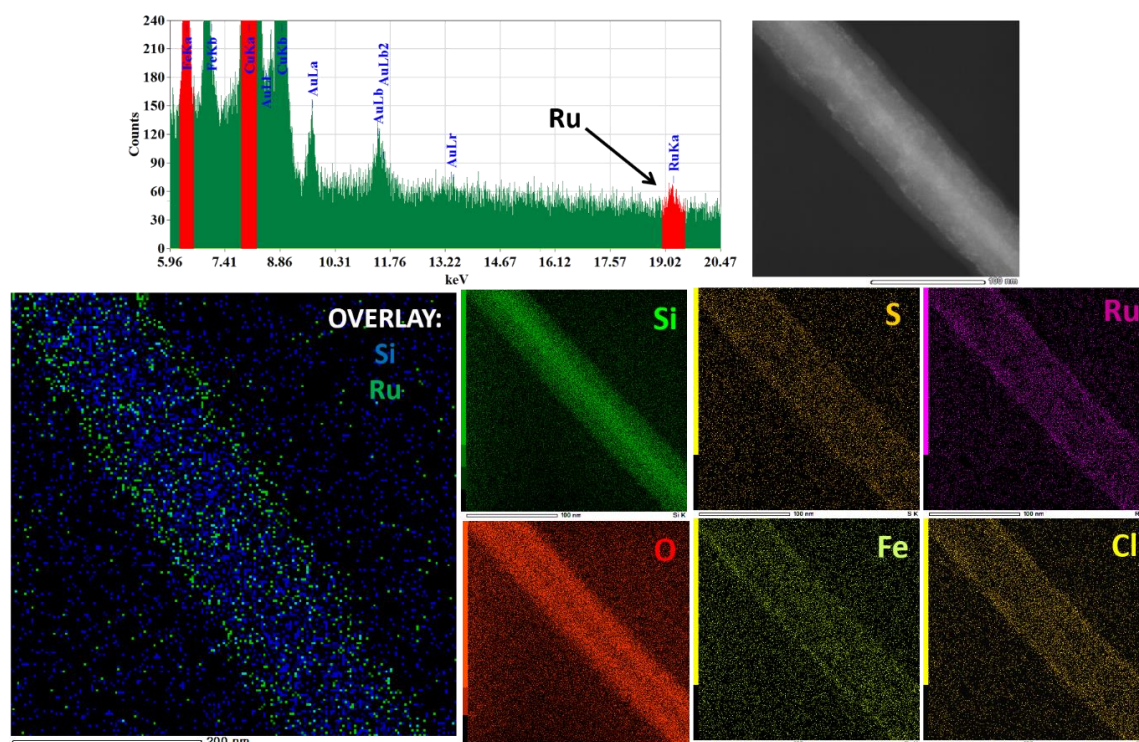 240
210
180
150
120
90
60
30
0
Counts
FeKa
FeKb
CuKa
AuLl
CuKb
AuLa
AuLb
AuLb2
AuLr
RuKa
Ru
5.96 7.41 8.86 10.31 11.76 13.22 14.67 16.12 17.57 19.02 20.47
keV
100 nm
OVERLAY:
Si
Ru
200 nm
Si
100 nm
Si K
S
100 nm
S K
Ru
100 nm
O
Fe
Cl